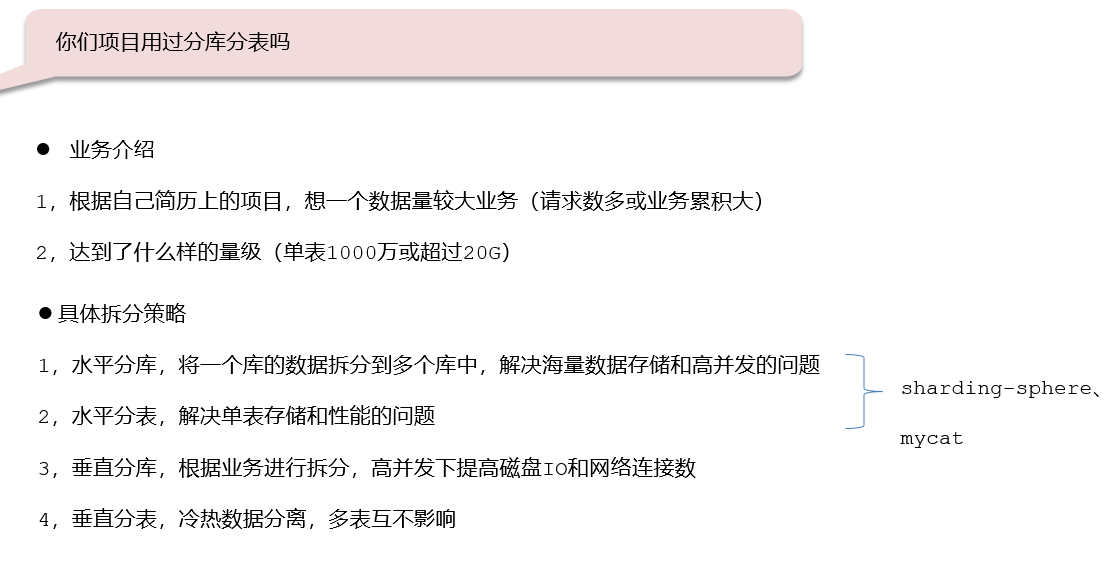 你们项目用过分库分表吗
● 业务介绍
1，根据自己简历上的项目，想一个数据量较大业务（请求数多或业务累积大）
2，达到了什么样的量级（单表1000万或超过20G）
●具体拆分策略
1，水平分库，将一个库的数据拆分到多个库中，解决海量数据存储和高并发的问题
2，水平分表，解决单表存储和性能的问题
sharding-sphere、
mycat
3，垂直分库，根据业务进行拆分，高并发下提高磁盘IO和网络连接数
4，垂直分表，冷热数据分离，多表互不影响